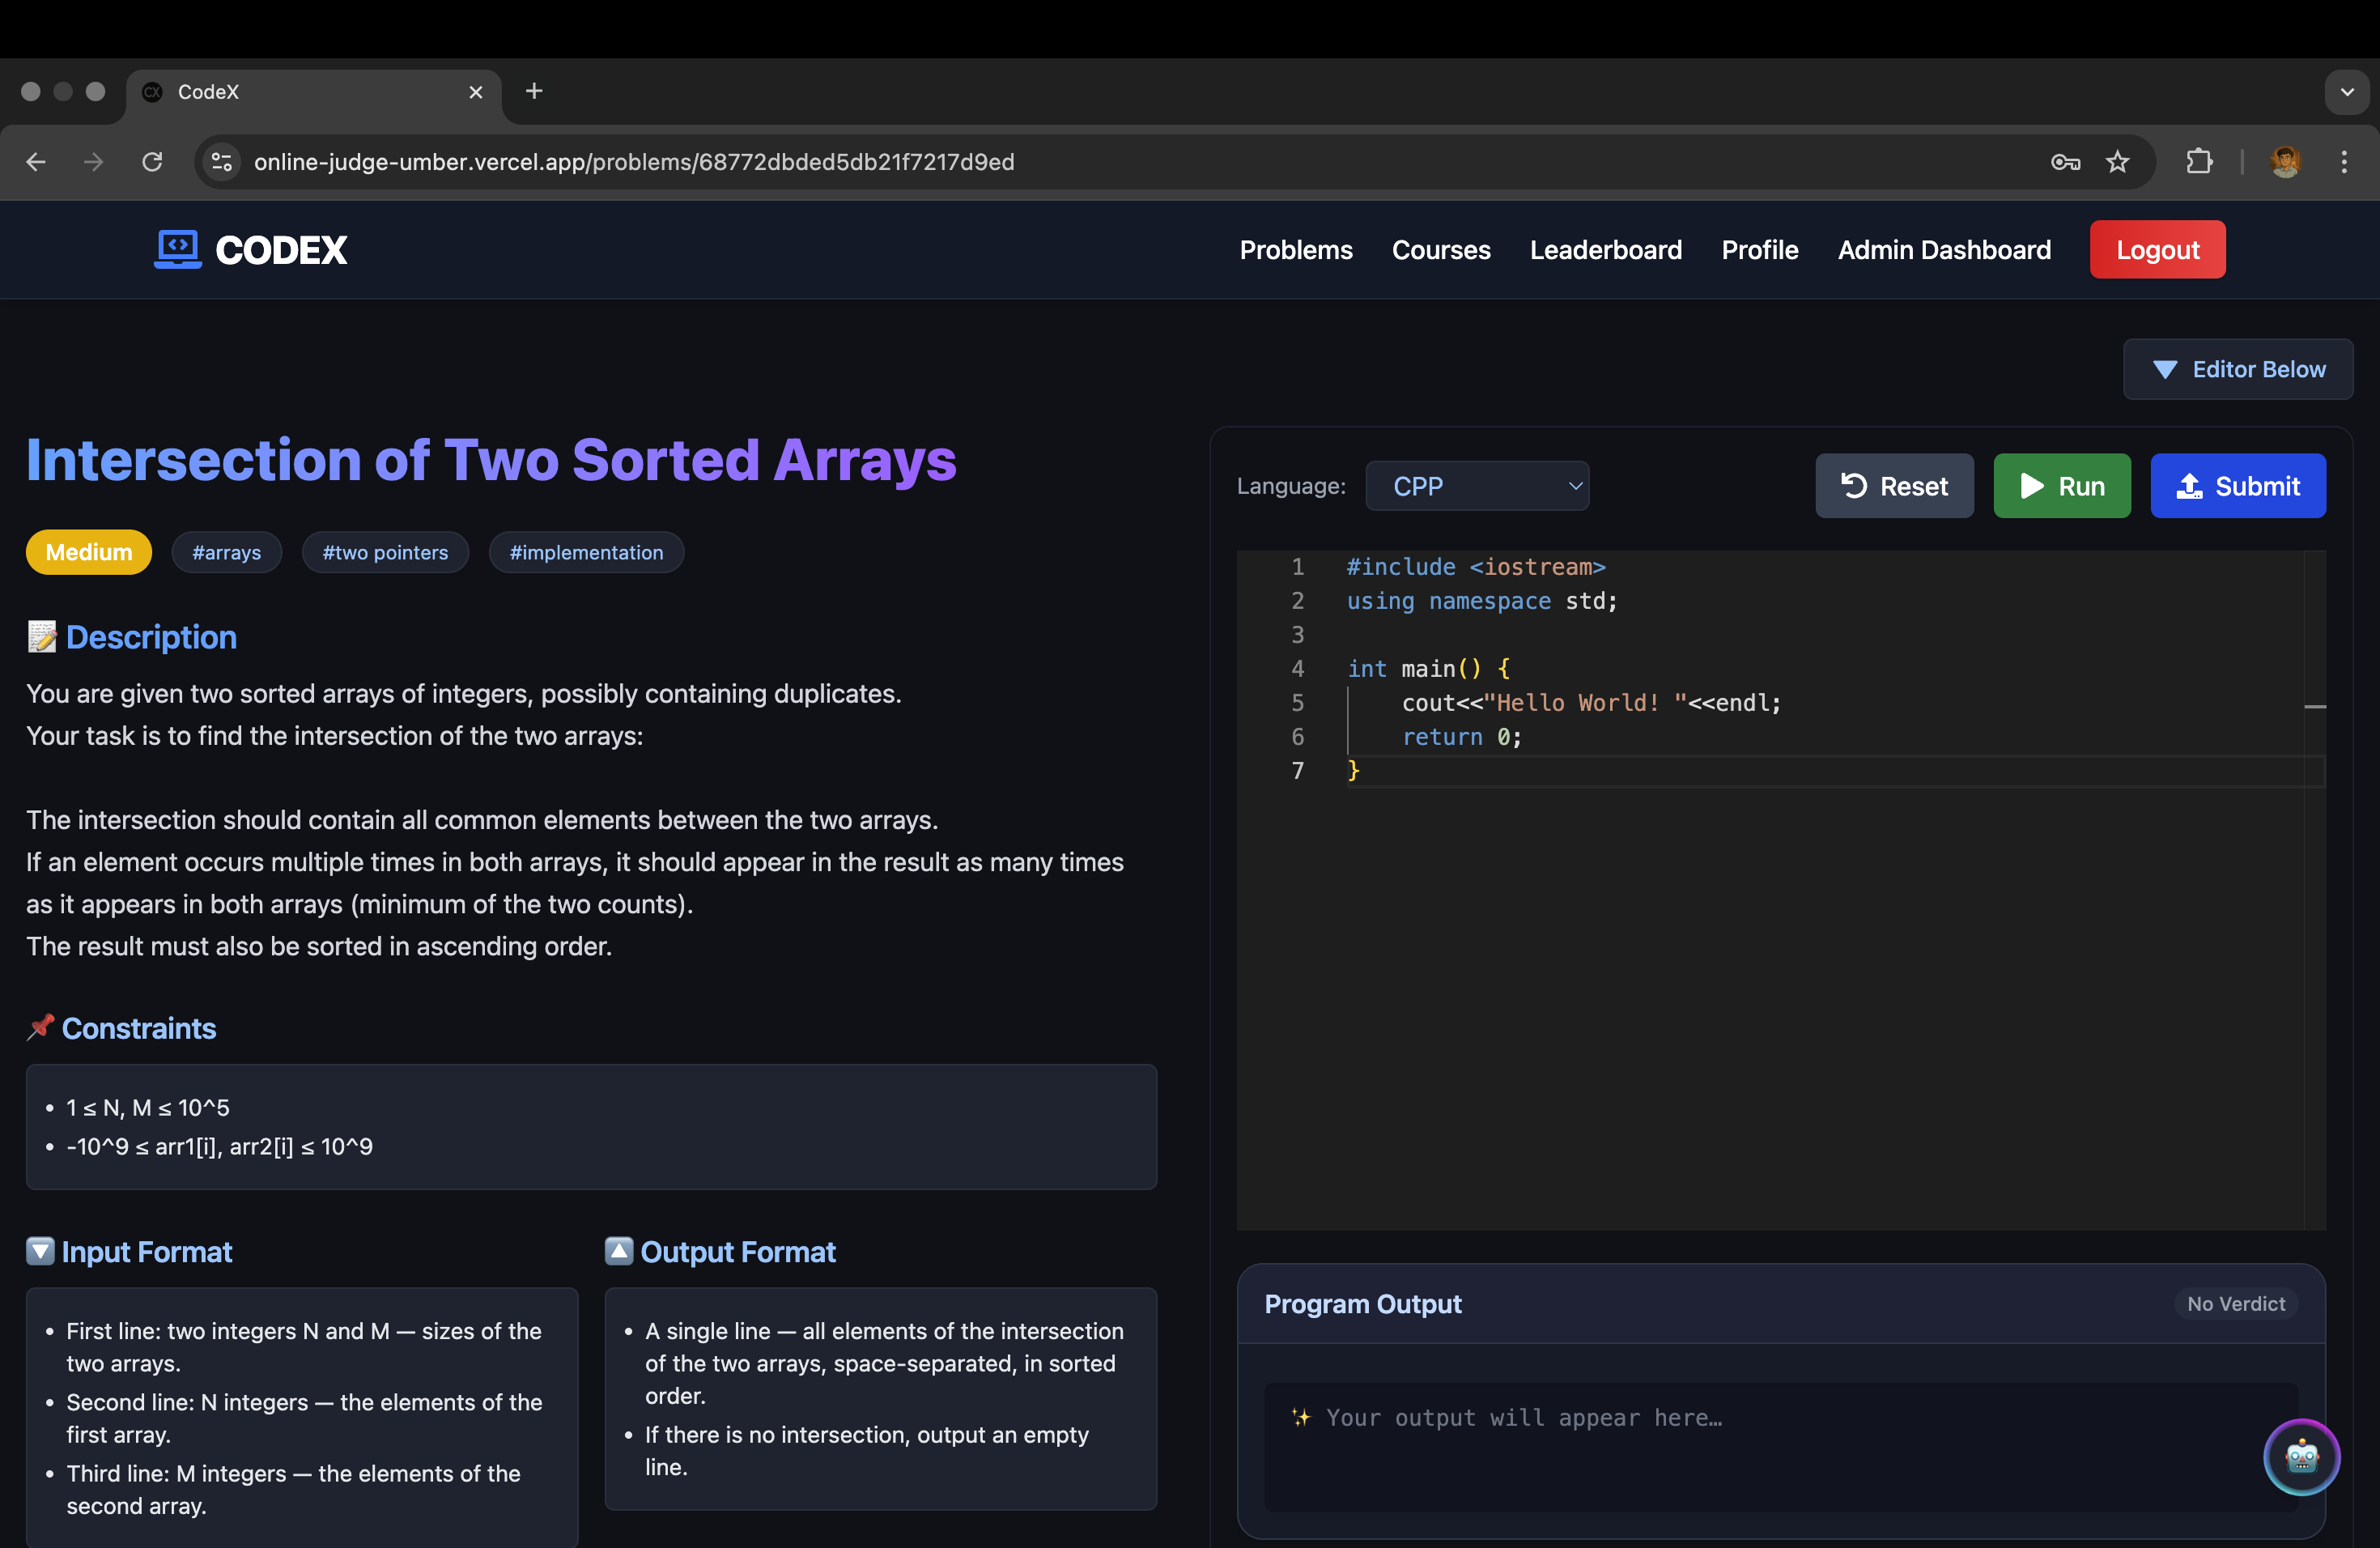 CodeX
online-judge-umber.vercel.app/problems/68772dbded5db21f7217d9ed
CODEX
Problems
Courses
Leaderboard
Profile
Admin Dashboard
Logout
Editor Below
Intersection of Two Sorted Arrays
Medium
#arrays
#two pointers
#implementation
Description
You are given two sorted arrays of integers, possibly containing duplicates.
Your task is to find the intersection of the two arrays:
The intersection should contain all common elements between the two arrays.
If an element occurs multiple times in both arrays, it should appear in the result as many times
as it appears in both arrays (minimum of the two counts).
The result must also be sorted in ascending order.
Constraints
• 1 ≤ N, M ≤ 10^5
• -10^9 ≤ arr1[i], arr2[i] ≤ 10^9
Input Format
• First line: two integers N and M — sizes of the
two arrays.
• Second line: N integers — the elements of the
first array.
• Third line: M integers — the elements of the
second array.
Output Format
• A single line — all elements of the intersection
of the two arrays, space-separated, in sorted
order.
• If there is no intersection, output an empty
line.
Language:
CPP
Reset
Run
Submit
1 #include <iostream>
2 using namespace std;
3
4 int main() {
5     cout<<"Hello World! "<<endl;
6     return 0;
7 }
Program Output
No Verdict
✨ Your output will appear here…